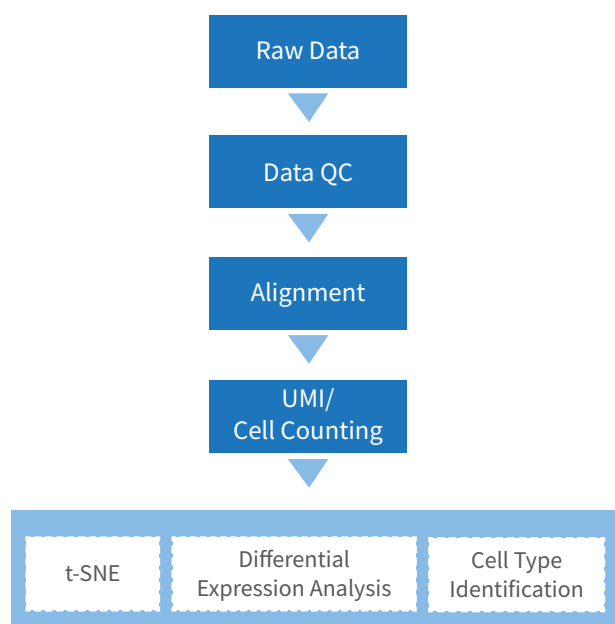 Raw Data
Data QC
Alignment
UMI/
Cell Counting
t-SNE
Differential
Expression Analysis
Cell Type
Identification